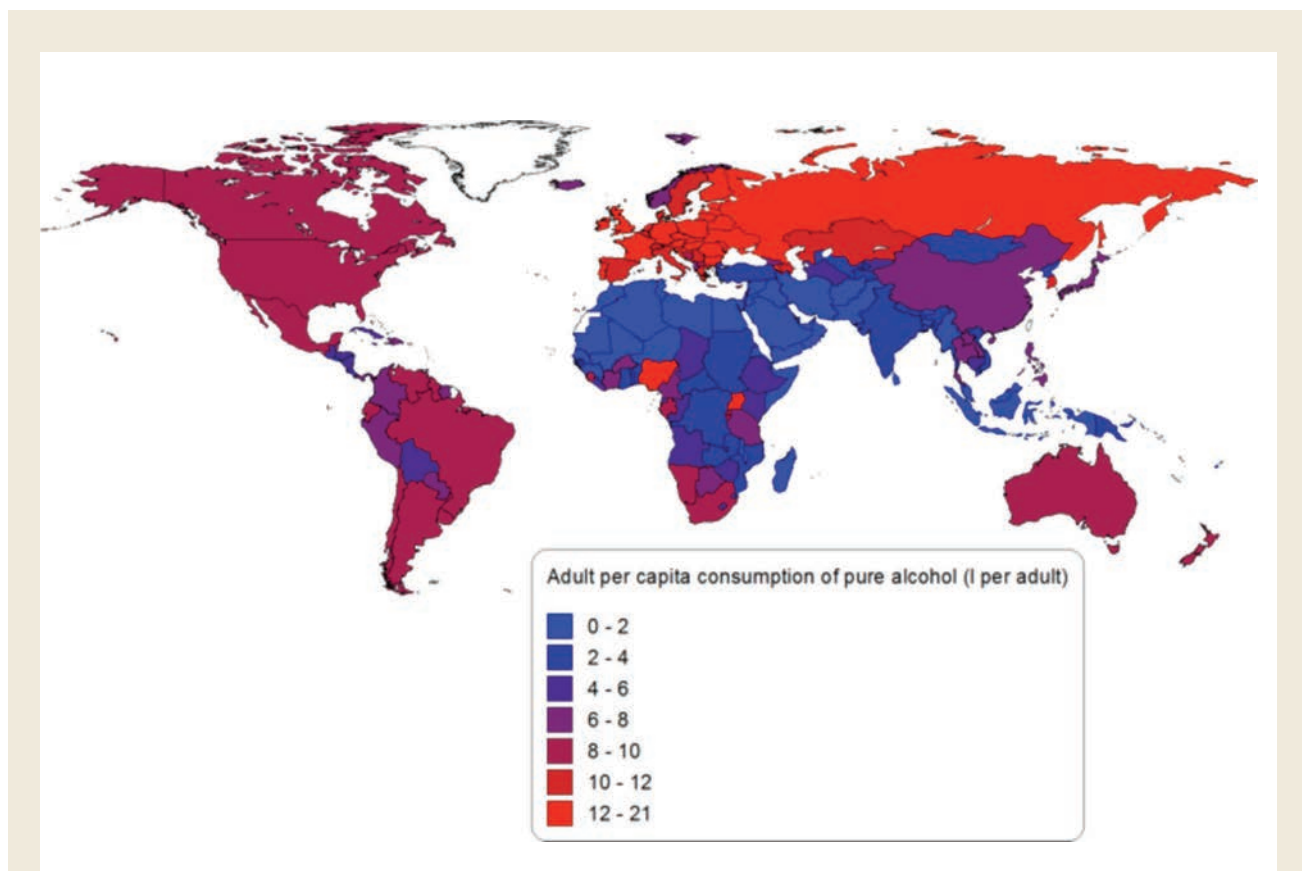 Adult per capita consumption of pure alcohol (l per adult)
0 - 2
2 - 4
4 - 6
6 - 8
8 - 10
10 - 12
12 - 21